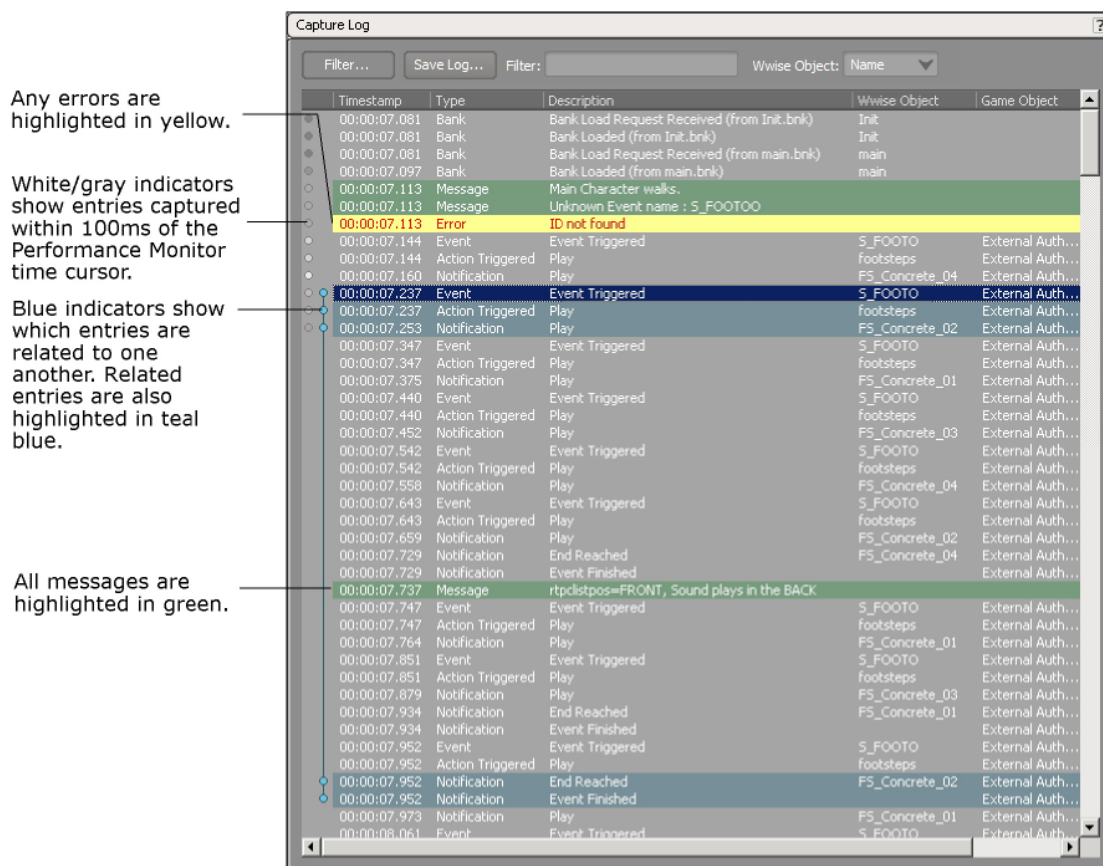 Capture Log
?
Filter... Save Log... Filter: Wwise Object: Name
Any errors are
highlighted in yellow.
White/gray indicators
show entries captured
within 100ms of the
Performance Monitor
time cursor.
Blue indicators show
which entries are
related to one
another. Related
entries are also
highlighted in teal
blue.
All messages are
highlighted in green.
Timestamp Type Description Wwise Object Game Object
00:00:07.081 Bank Bank Load Request Received (from Init.bnk) Init
00:00:07.081 Bank Bank Loaded (from Init.bnk) Init
00:00:07.081 Bank Bank Load Request Received (from main.bnk) main
00:00:07.097 Bank Bank Loaded (from main.bnk) main
00:00:07.113 Message Main Character walks.
00:00:07.113 Message Unknown Event name : S_FOOTOO
00:00:07.113 Error ID not found
00:00:07.144 Event Event Triggered S_FOOTO External Auth...
00:00:07.144 Action Triggered Play footsteps External Auth...
00:00:07.160 Notification Play FS_Concrete_04 External Auth...
00:00:07.237 Event Event Triggered S_FOOTO External Auth...
00:00:07.237 Action Triggered Play footsteps External Auth...
00:00:07.253 Notification Play FS_Concrete_02 External Auth...
00:00:07.347 Event Event Triggered S_FOOTO External Auth...
00:00:07.347 Action Triggered Play footsteps External Auth...
00:00:07.375 Notification Play FS_Concrete_01 External Auth...
00:00:07.440 Event Event Triggered S_FOOTO External Auth...
00:00:07.440 Action Triggered Play footsteps External Auth...
00:00:07.452 Notification Play FS_Concrete_03 External Auth...
00:00:07.542 Event Event Triggered S_FOOTO External Auth...
00:00:07.542 Action Triggered Play footsteps External Auth...
00:00:07.558 Notification Play FS_Concrete_04 External Auth...
00:00:07.643 Event Event Triggered S_FOOTO External Auth...
00:00:07.643 Action Triggered Play footsteps External Auth...
00:00:07.659 Notification Play FS_Concrete_02 External Auth...
00:00:07.729 Notification End Reached FS_Concrete_04 External Auth...
00:00:07.729 Notification Event Finished External Auth...
00:00:07.737 Message rtpclistpos=FRONT, Sound plays in the BACK
00:00:07.747 Event Event Triggered S_FOOTO External Auth...
00:00:07.747 Action Triggered Play footsteps External Auth...
00:00:07.764 Notification Play FS_Concrete_01 External Auth...
00:00:07.851 Event Event Triggered S_FOOTO External Auth...
00:00:07.851 Action Triggered Play footsteps External Auth...
00:00:07.879 Notification Play FS_Concrete_03 External Auth...
00:00:07.934 Notification End Reached FS_Concrete_01 External Auth...
00:00:07.934 Notification Event Finished External Auth...
00:00:07.952 Event Event Triggered S_FOOTO External Auth...
00:00:07.952 Action Triggered Play footsteps External Auth...
00:00:07.952 Notification End Reached FS_Concrete_02 External Auth...
00:00:07.952 Notification Event Finished External Auth...
00:00:07.973 Notification Play FS_Concrete_01 External Auth...
00:00:08.061 Event Event Triggered S_FOOTO External Auth...